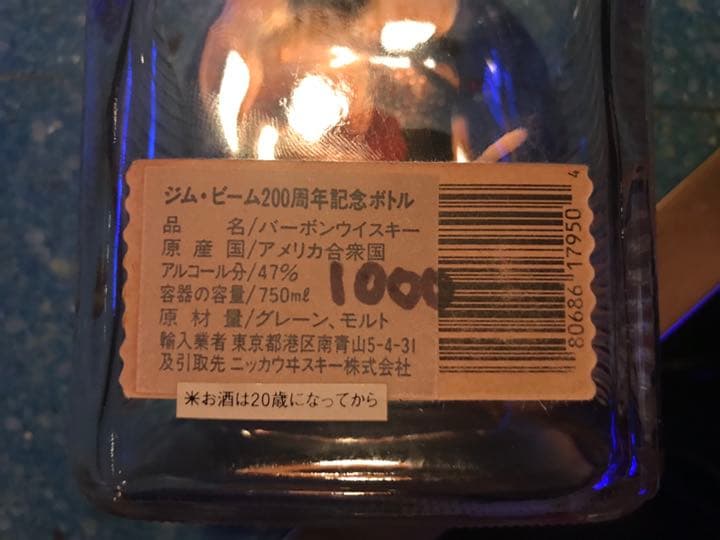 ジム・ビーム200周年記念ボトル
品名/バーボンウイスキー
原産国/アメリカ合衆国
アルコール分/47%
容器の容量/750mℓ
原材量/グレーン、モルト
輸入業者 東京都港区南青山5-4-31
及引取先 ニッカウヰスキー株式会社
1000
80686 17950 4
※お酒は20歳になってから